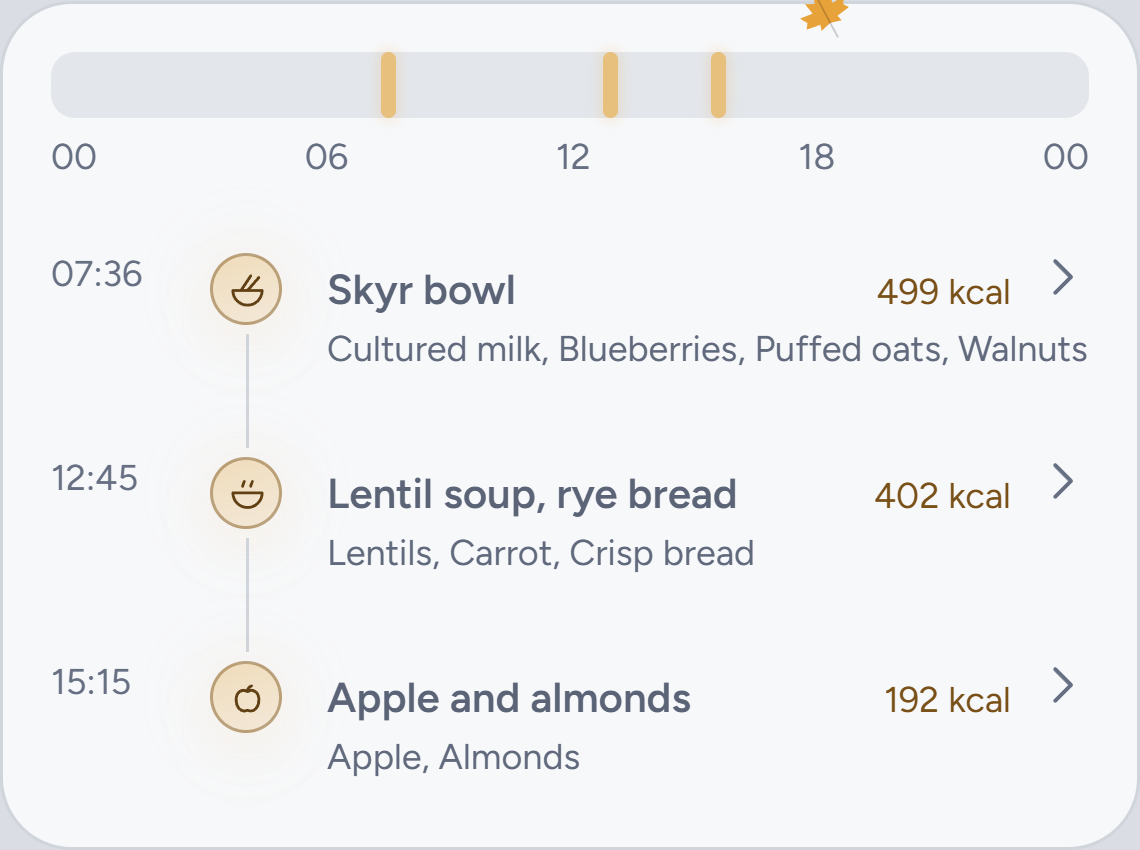 00 06 12 18 00
07:36 Skyr bowl 499 kcal
Cultured milk, Blueberries, Puffed oats, Walnuts
12:45 Lentil soup, rye bread 402 kcal
Lentils, Carrot, Crisp bread
15:15 Apple and almonds 192 kcal
Apple, Almonds